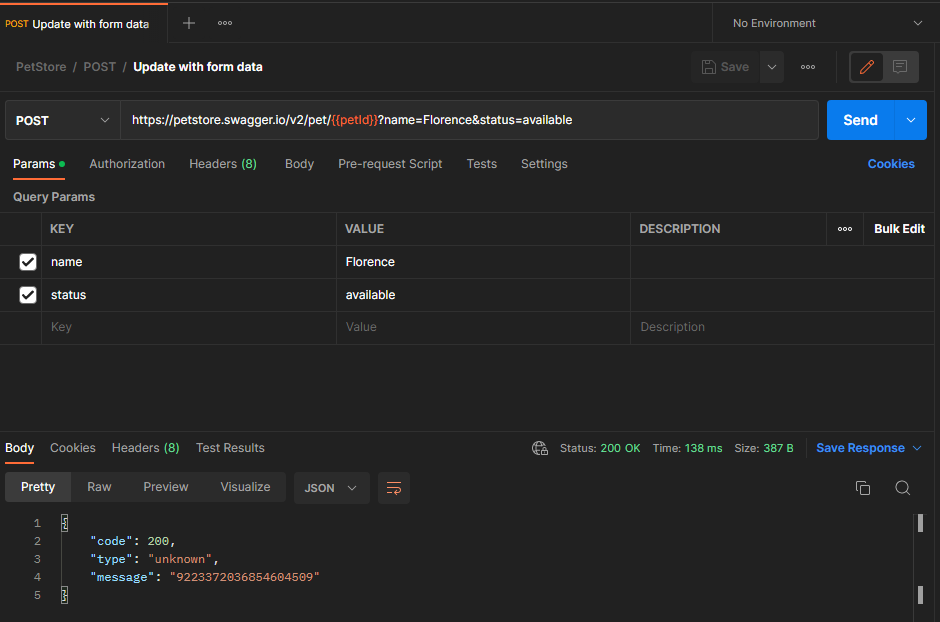 POST Update with form data
No Environment
PetStore / POST / Update with form data
Save
POST
https://petstore.swagger.io/v2/pet/{{petId}}?name=Florence&status=available
Send
Params Authorization Headers (8) Body Pre-request Script Tests Settings Cookies
Query Params
KEY VALUE DESCRIPTION Bulk Edit
name Florence
status available
Key Value Description
Body Cookies Headers (8) Test Results Status: 200 OK Time: 138 ms Size: 387 B Save Response
Pretty Raw Preview Visualize JSON
1 {
2 "code": 200,
3 "type": "unknown",
4 "message": "9223372036854604509"
5 }